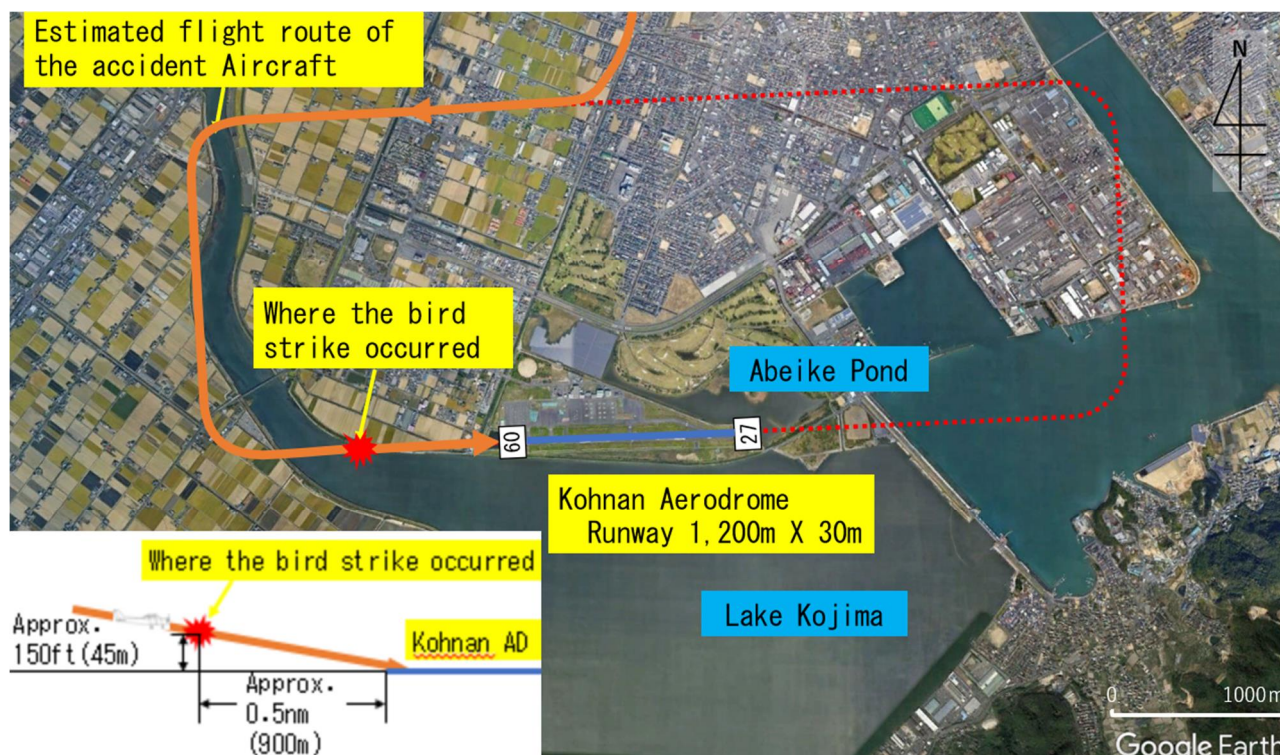 Estimated flight route of
the accident Aircraft
N
Where the bird
strike occurred
Abeike Pond
09
27
Kohnan Aerodrome
Runway 1,200m X 30m
Lake Kojima
Where the bird strike occurred
Approx.
150ft(45m)
Kohnan AD
Approx.
0.5nm
(900m)
0 1000m
Google Earth